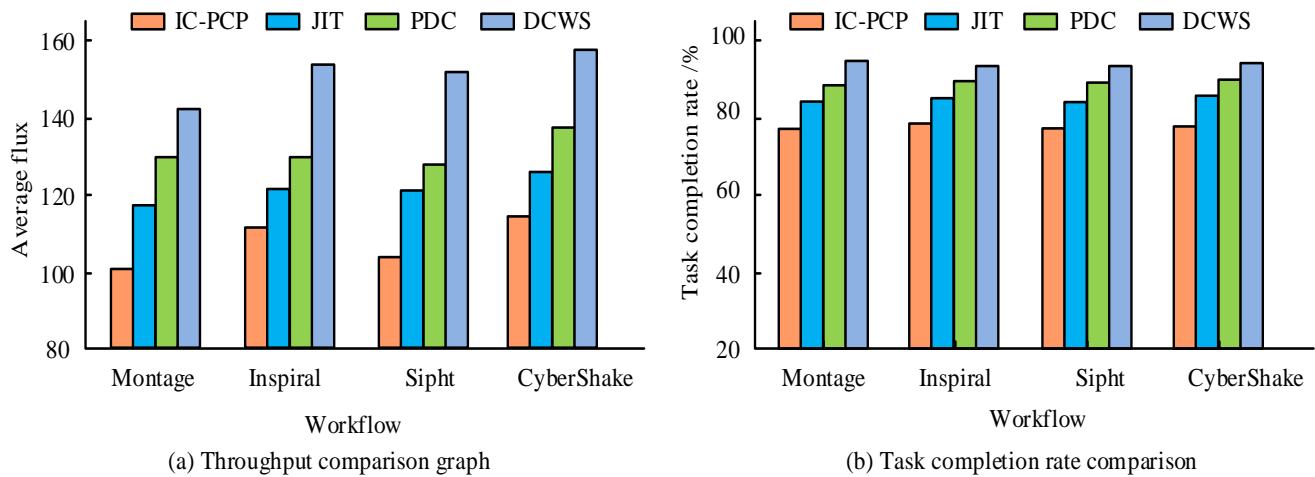 IC-PCP JIT PDC DCWS
160
140
120
100
80
Average flux
Montage Inspiral Sipht CyberShake
Workflow
(a) Throughput comparison graph
IC-PCP JIT PDC DCWS
100
80
60
40
20
Task completion rate /%
Montage Inspiral Sipht CyberShake
Workflow
(b) Task completion rate comparison